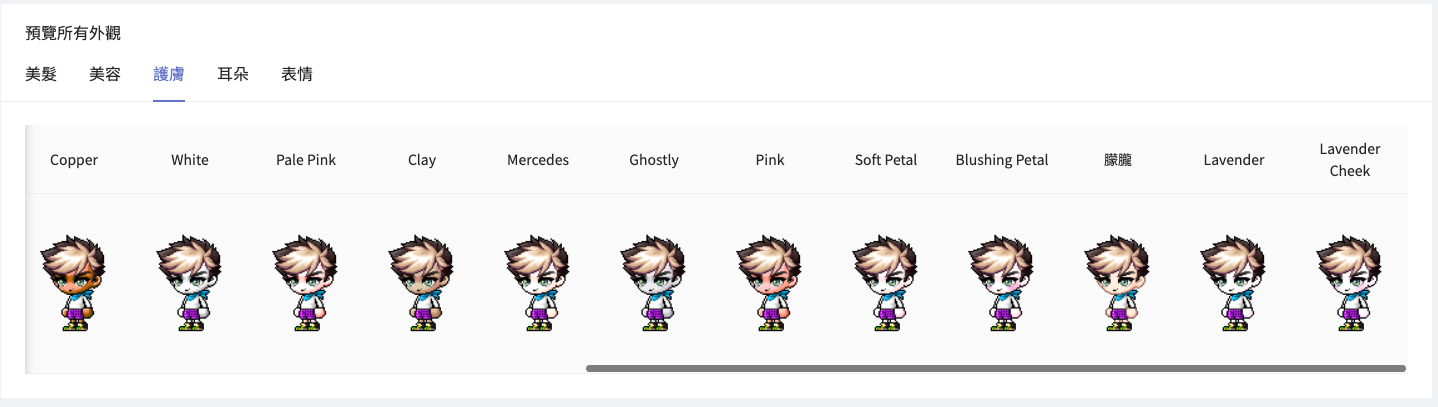 預覽所有外觀
美髮 美容 護膚 耳朵 表情
Copper White Pale Pink Clay Mercedes Ghostly Pink Soft Petal Blushing Petal 朦朧 Lavender Lavender
Cheek